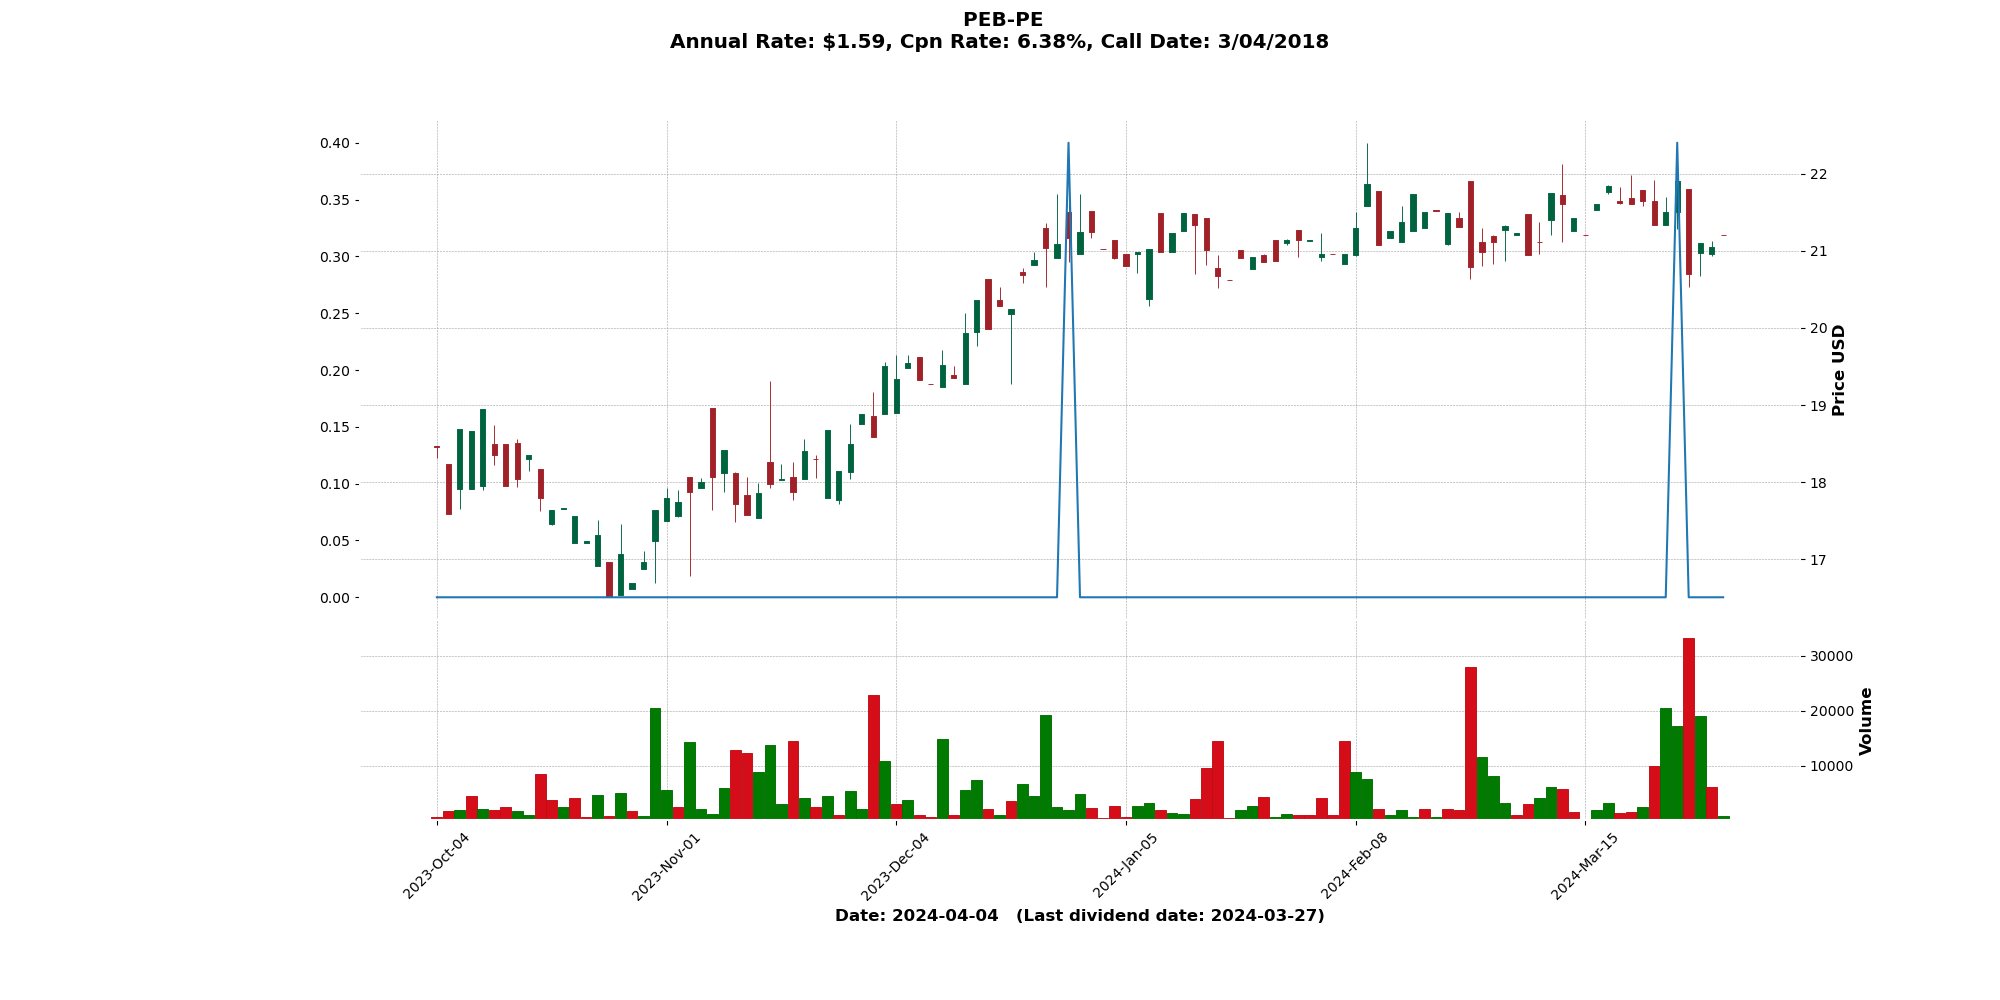 PEB-PE
Annual Rate: $1.59, Cpn Rate: 6.38%, Call Date: 3/04/2018
0.40
0.35
0.30
0.25
0.20
0.15
0.10
0.05
0.00
22
21
20
19
18
17
Price USD
30000
20000
10000
Volume
2023-Oct-04
2023-Nov-01
2023-Dec-04
2024-Jan-05
2024-Feb-08
2024-Mar-15
Date: 2024-04-04   (Last dividend date: 2024-03-27)